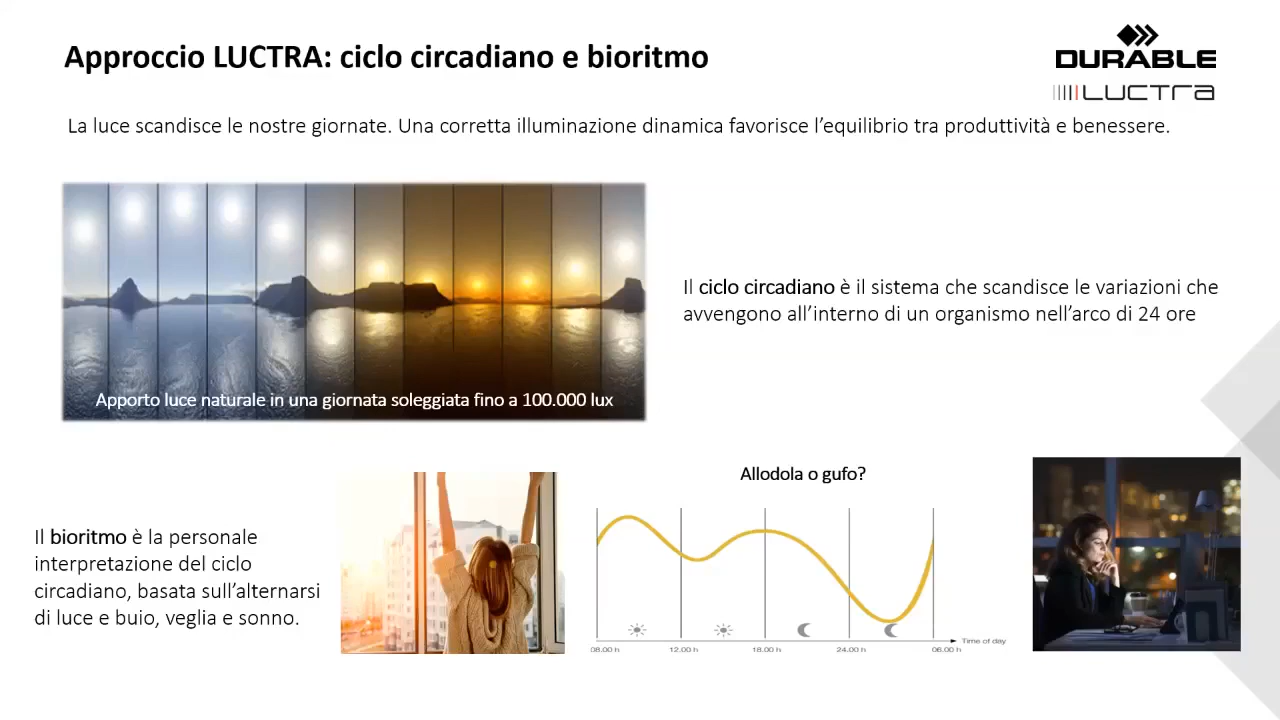 Approccio LUCTRA: ciclo circadiano e bioritmo
DURABLE
LUCTRA
La luce scandisce le nostre giornate. Una corretta illuminazione dinamica favorisce l'equilibrio tra produttività e benessere.
Apporto luce naturale in una giornata soleggiata fino a 100.000 lux
Il ciclo circadiano è il sistema che scandisce le variazioni che
avvengono all'interno di un organismo nell'arco di 24 ore
Il bioritmo è la personale
interpretazione del ciclo
circadiano, basata sull'alternarsi
di luce e buio, veglia e sonno.
Allodola o gufo?
Time of day
08.00 h 12.00 h 18.00 h 24.00 h 06.00 h